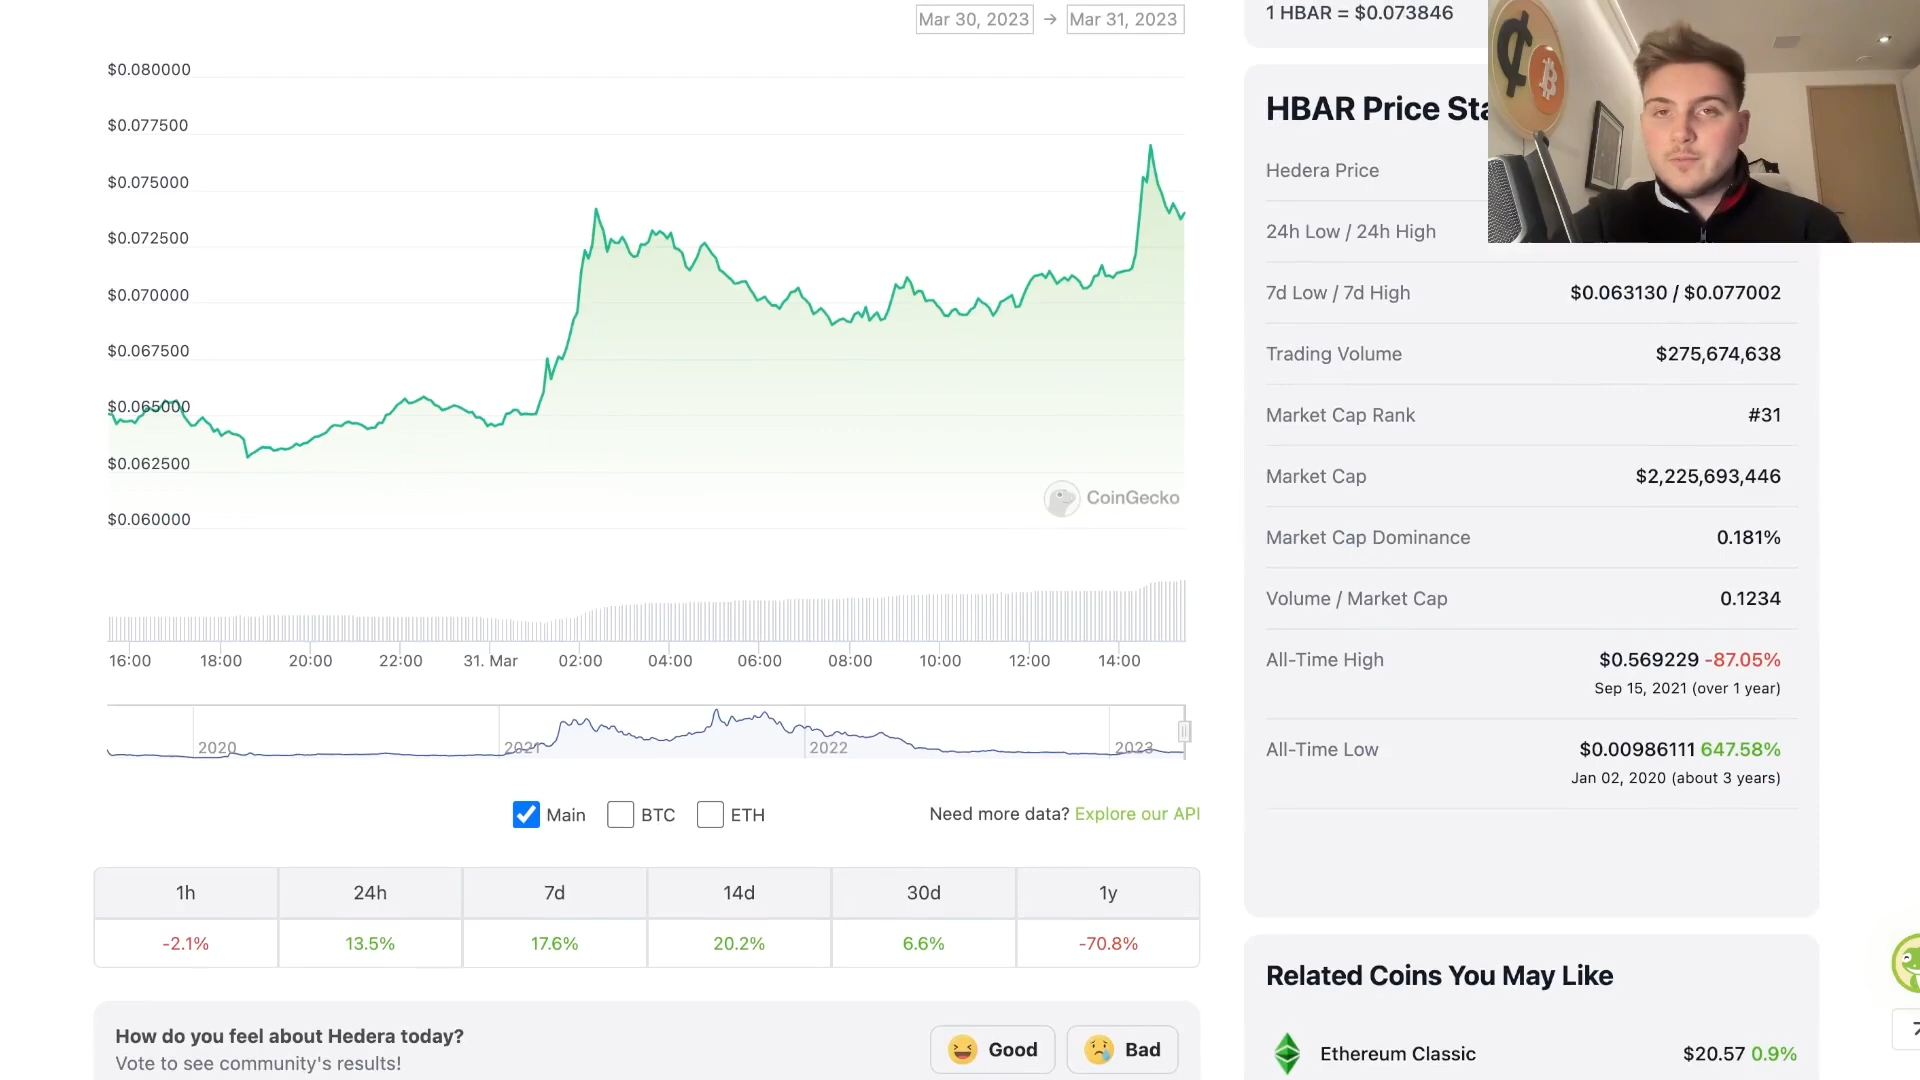 Mar 30, 2023 → Mar 31, 2023
$0.080000
$0.077500
$0.075000
$0.072500
$0.070000
$0.067500
$0.065000
$0.062500
$0.060000
CoinGecko
16:00 18:00 20:00 22:00 31. Mar 02:00 04:00 06:00 08:00 10:00 12:00 14:00
2020 2021 2022 2023
Main BTC ETH
Need more data? Explore our API
1h 24h 7d 14d 30d 1y
-2.1% 13.5% 17.6% 20.2% 6.6% -70.8%
How do you feel about Hedera today?
Vote to see community's results!
Good Bad
1 HBAR = $0.073846
HBAR Price Sta
Hedera Price
24h Low / 24h High
7d Low / 7d High $0.063130 / $0.077002
Trading Volume $275,674,638
Market Cap Rank #31
Market Cap $2,225,693,446
Market Cap Dominance 0.181%
Volume / Market Cap 0.1234
All-Time High $0.569229 -87.05%
Sep 15, 2021 (over 1 year)
All-Time Low $0.00986111 647.58%
Jan 02, 2020 (about 3 years)
Related Coins You May Like
Ethereum Classic $20.57 0.9%